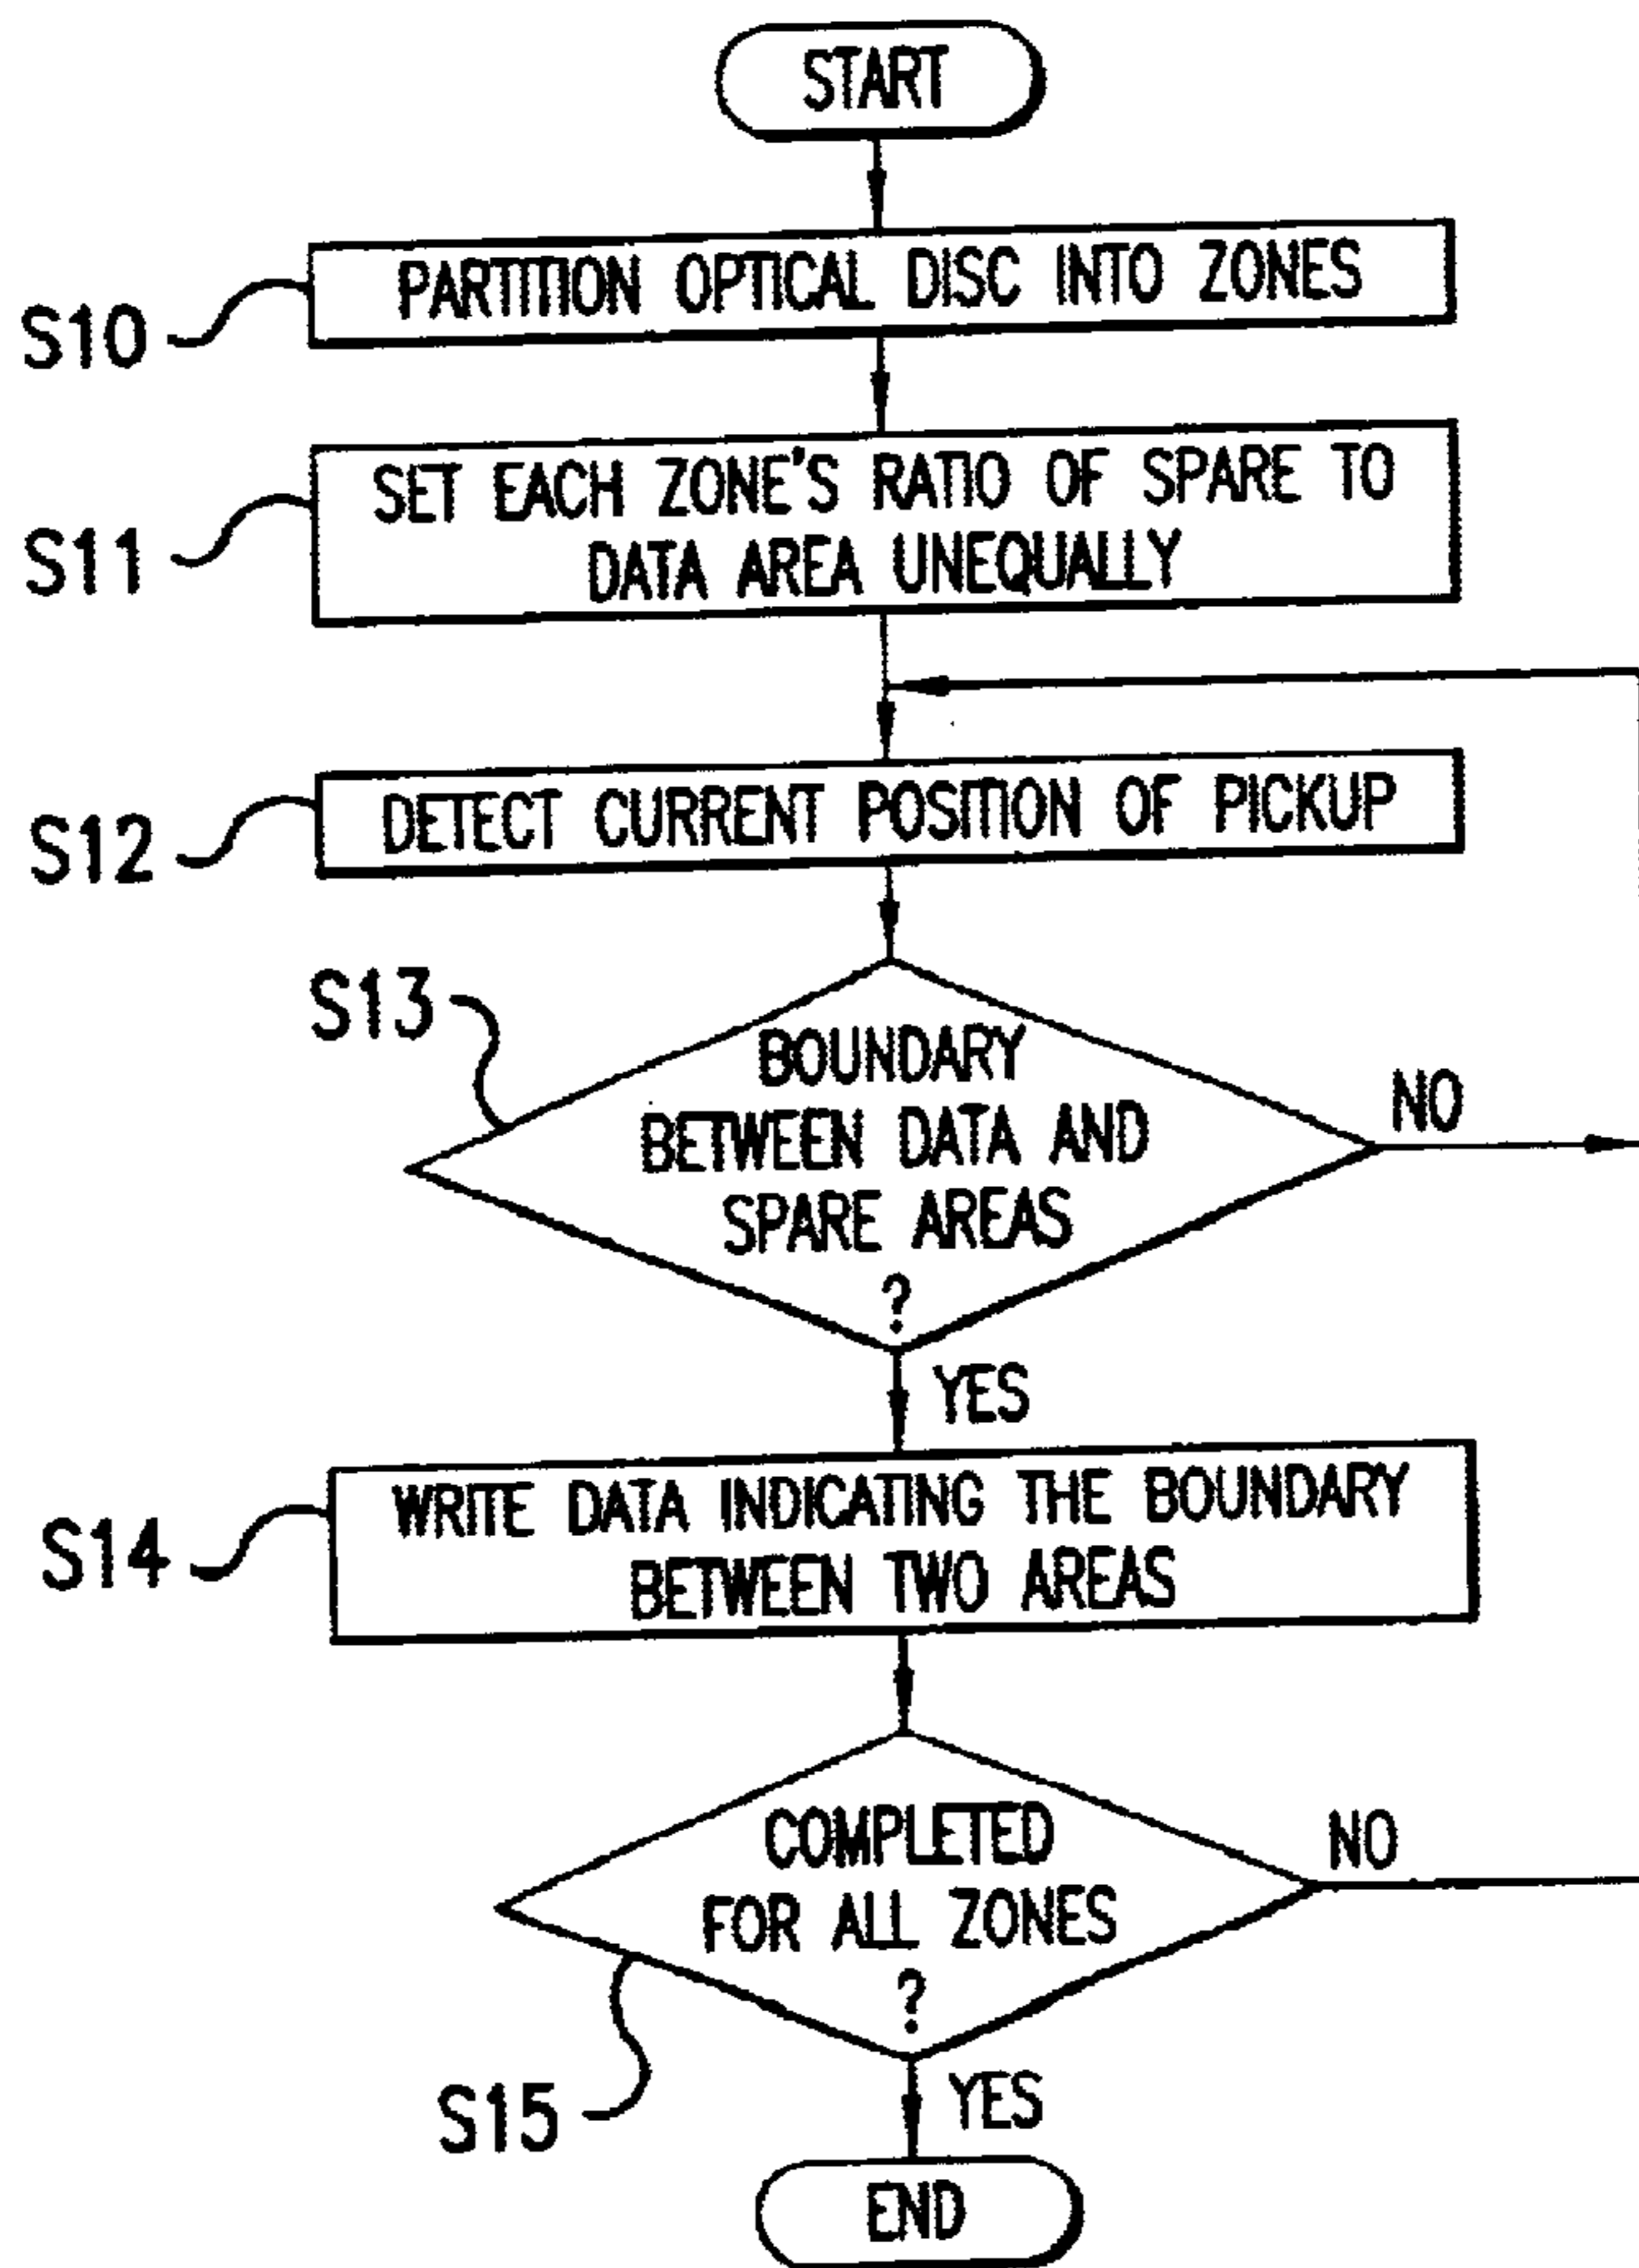 START
S10
PARTITION OPTICAL DISC INTO ZONES
S11
SET EACH ZONE'S RATIO OF SPARE TO
DATA AREA UNEQUALLY
S12
DETECT CURRENT POSITION OF PICKUP
S13
BOUNDARY
BETWEEN DATA AND
SPARE AREAS
?
NO
YES
S14
WRITE DATA INDICATING THE BOUNDARY
BETWEEN TWO AREAS
COMPLETED
FOR ALL ZONES
?
NO
S15
YES
END